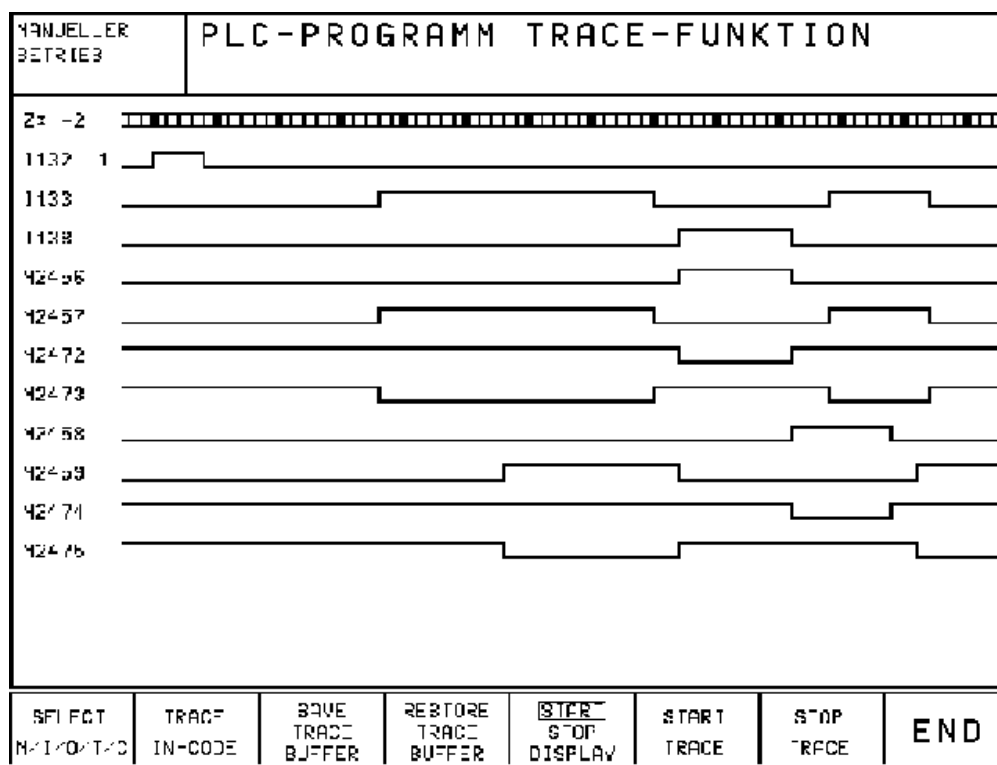 MANUELLER
BETRIEB
PLC-PROGRAMM TRACE-FUNKTION
-2
I132 1
I133
I138
M2456
M2457
M2472
M2473
M2458
M2459
M2474
M2475
SELECT
M/I/O/T/C
TRACE
IN-CODE
SAVE
TRACE
BUFFER
RESTORE
TRACE
BUFFER
START
STOP
DISPLAY
START
TRACE
STOP
TRACE
END